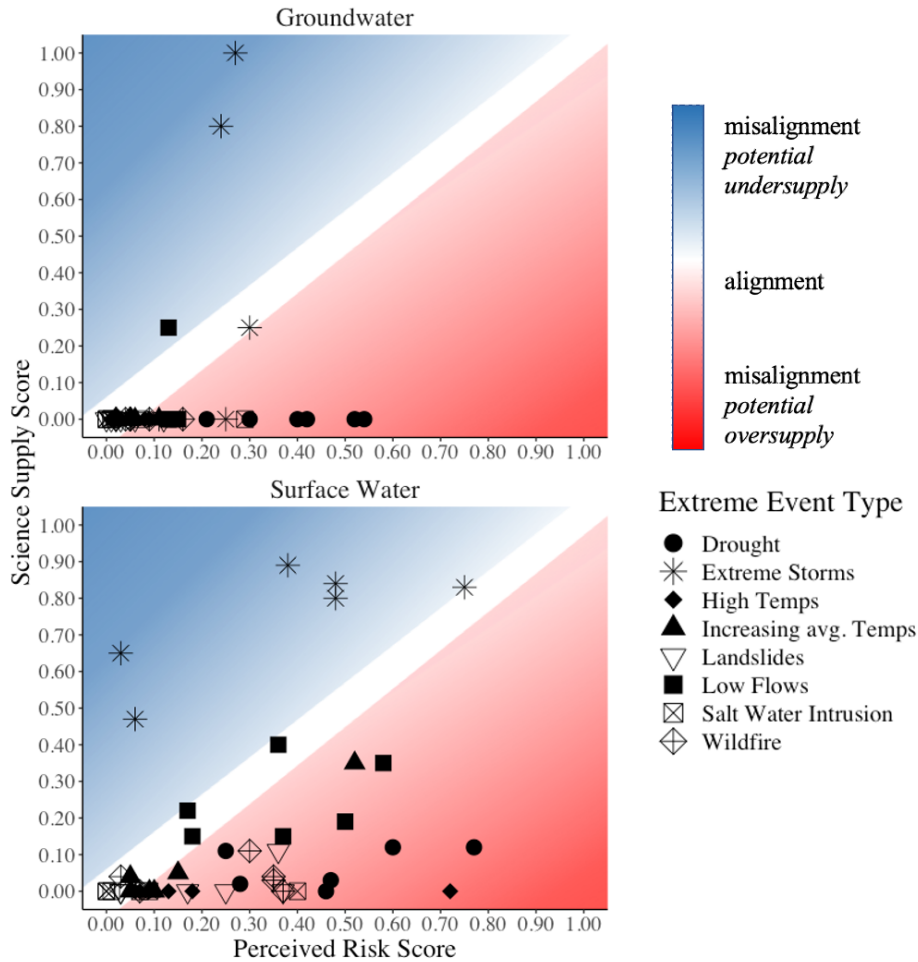 Groundwater
1.00
0.90
0.80
0.70
0.60
0.50
0.40
0.30
0.20
0.10
0.00
0.00 0.10 0.20 0.30 0.40 0.50 0.60 0.70 0.80 0.90 1.00
Science Supply Score
Surface Water
1.00
0.90
0.80
0.70
0.60
0.50
0.40
0.30
0.20
0.10
0.00
0.00 0.10 0.20 0.30 0.40 0.50 0.60 0.70 0.80 0.90 1.00
Perceived Risk Score
misalignment
potential
undersupply
alignment
misalignment
potential
oversupply
Extreme Event Type
Drought
Extreme Storms
High Temps
Increasing avg. Temps
Landslides
Low Flows
Salt Water Intrusion
Wildfire